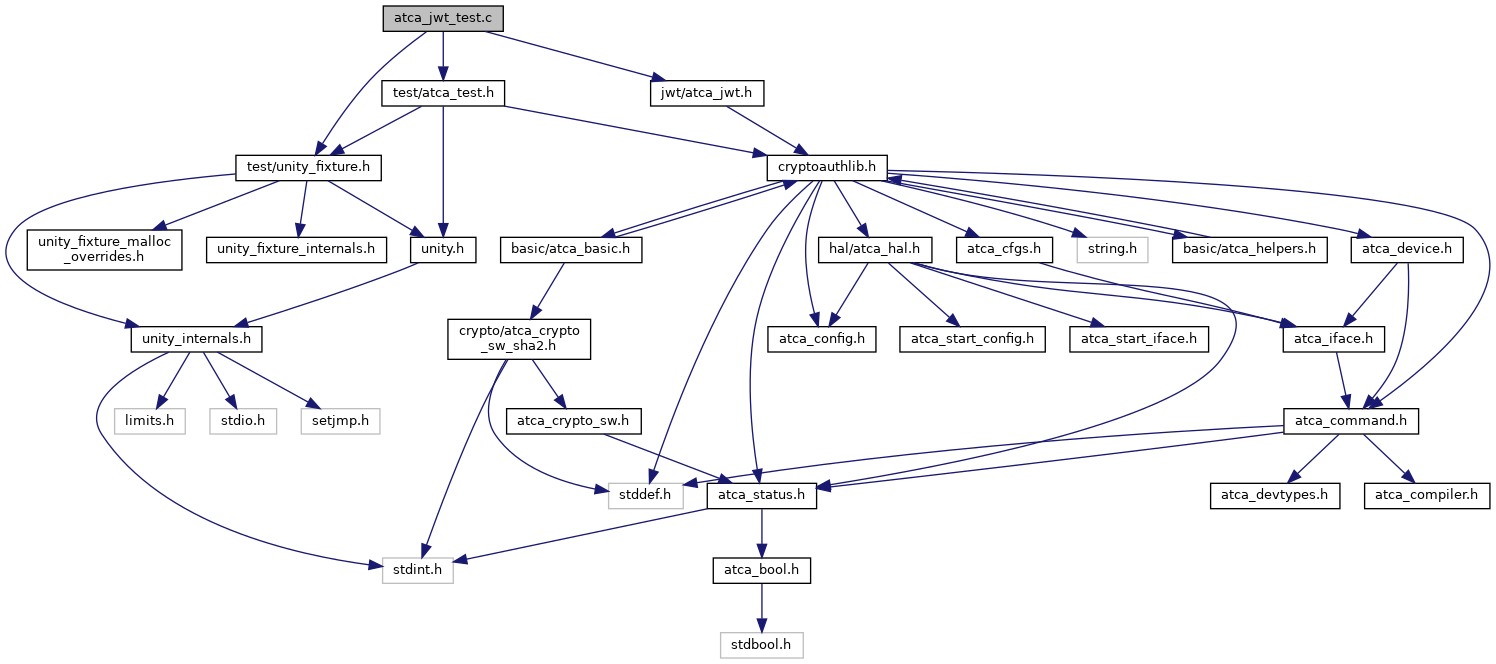 atca_jwt_test.c
test/atca_test.h
jwt/atca_jwt.h
test/unity_fixture.h
cryptoauthlib.h
unity_fixture_malloc
_overrides.h
unity_fixture_internals.h
unity.h
basic/atca_basic.h
hal/atca_hal.h
atca_cfgs.h
string.h
basic/atca_helpers.h
atca_device.h
unity_internals.h
crypto/atca_crypto
_sw_sha2.h
atca_config.h
atca_start_config.h
atca_start_iface.h
atca_iface.h
limits.h
stdio.h
setjmp.h
atca_crypto_sw.h
atca_command.h
stddef.h
atca_status.h
atca_devtypes.h
atca_compiler.h
stdint.h
atca_bool.h
stdbool.h